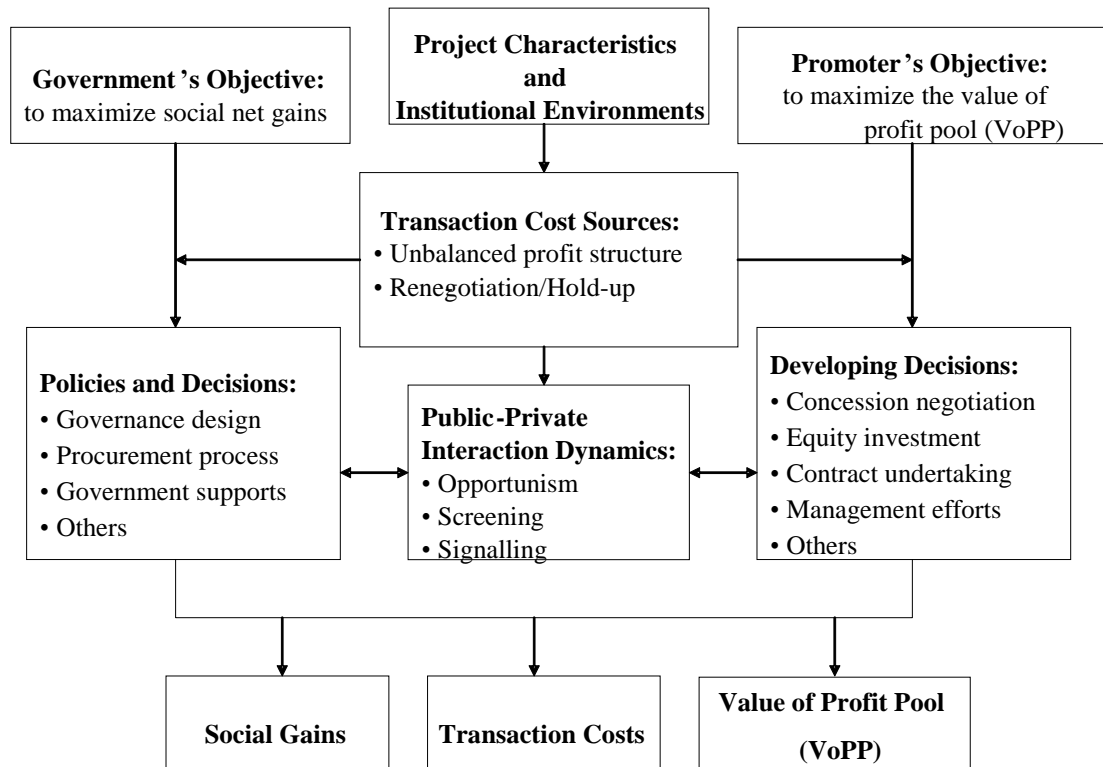 Government's Objective:
to maximize social net gains
Project Characteristics
and
Institutional Environments
Promoter's Objective:
to maximize the value of
profit pool (VoPP)
Transaction Cost Sources:
• Unbalanced profit structure
• Renegotiation/Hold-up
Policies and Decisions:
• Governance design
• Procurement process
• Government supports
• Others
Public-Private
Interaction Dynamics:
• Opportunism
• Screening
• Signalling
Developing Decisions:
• Concession negotiation
• Equity investment
• Contract undertaking
• Management efforts
• Others
Social Gains
Transaction Costs
Value of Profit Pool
(VoPP)